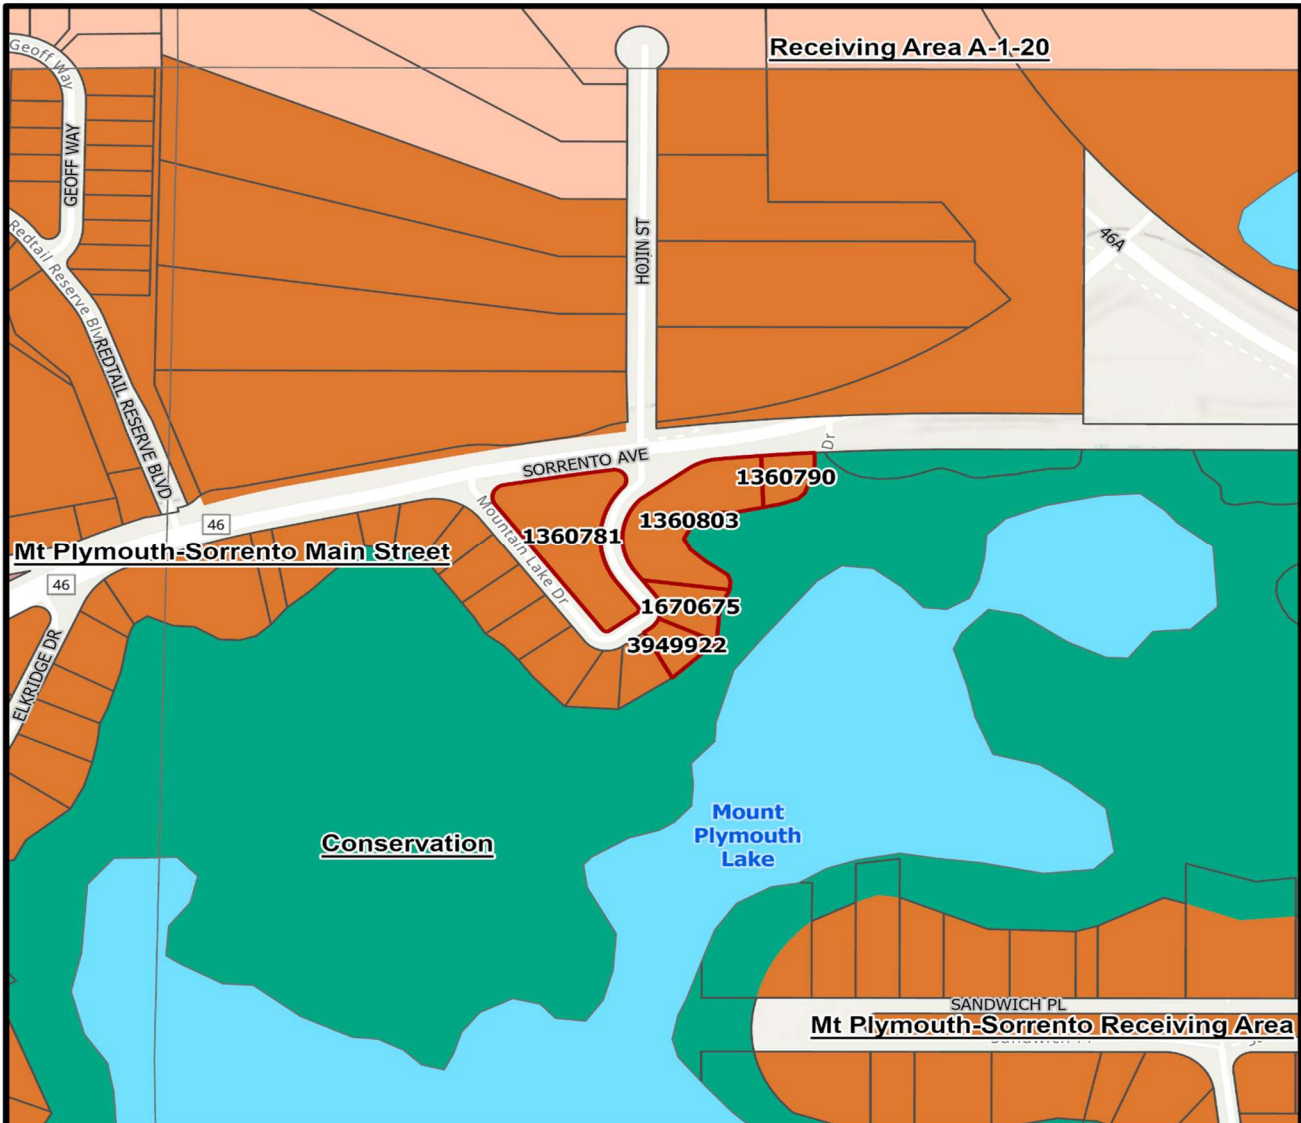 Receiving Area A-1-20
Geoff Way
GEOFF WAY
HOJIN ST
46A
Redtail Reserve Blv
REDTAIL RESERVE BLVD
SORRENTO AVE
Dr
1360790
46
Mountain Lake Dr
1360781
1360803
Mt Plymouth-Sorrento Main Street
46
1670675
3949922
ELKRIDGE DR
Conservation
Mount
Plymouth
Lake
SANDWICH PL
Mt Plymouth-Sorrento Receiving Area